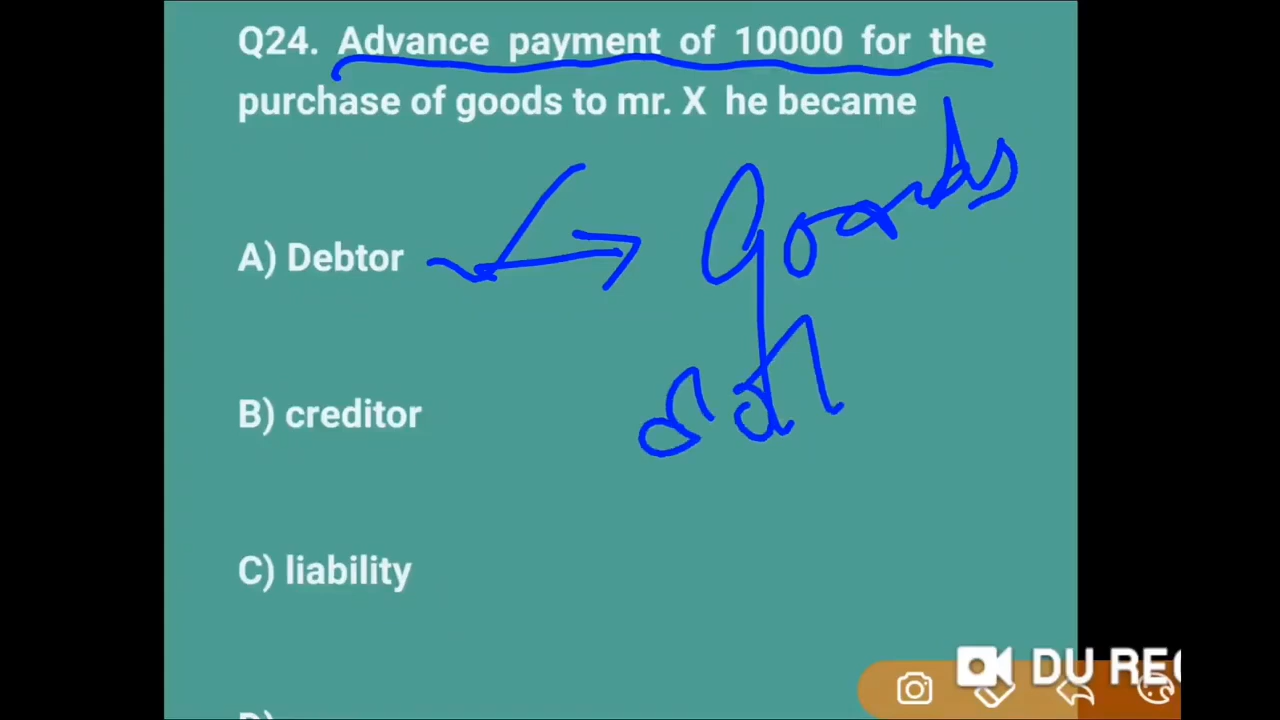 Q24. Advance payment of 10000 for the
purchase of goods to mr. X he became
A) Debtor
Goods
B) creditor
C) liability
DU REC